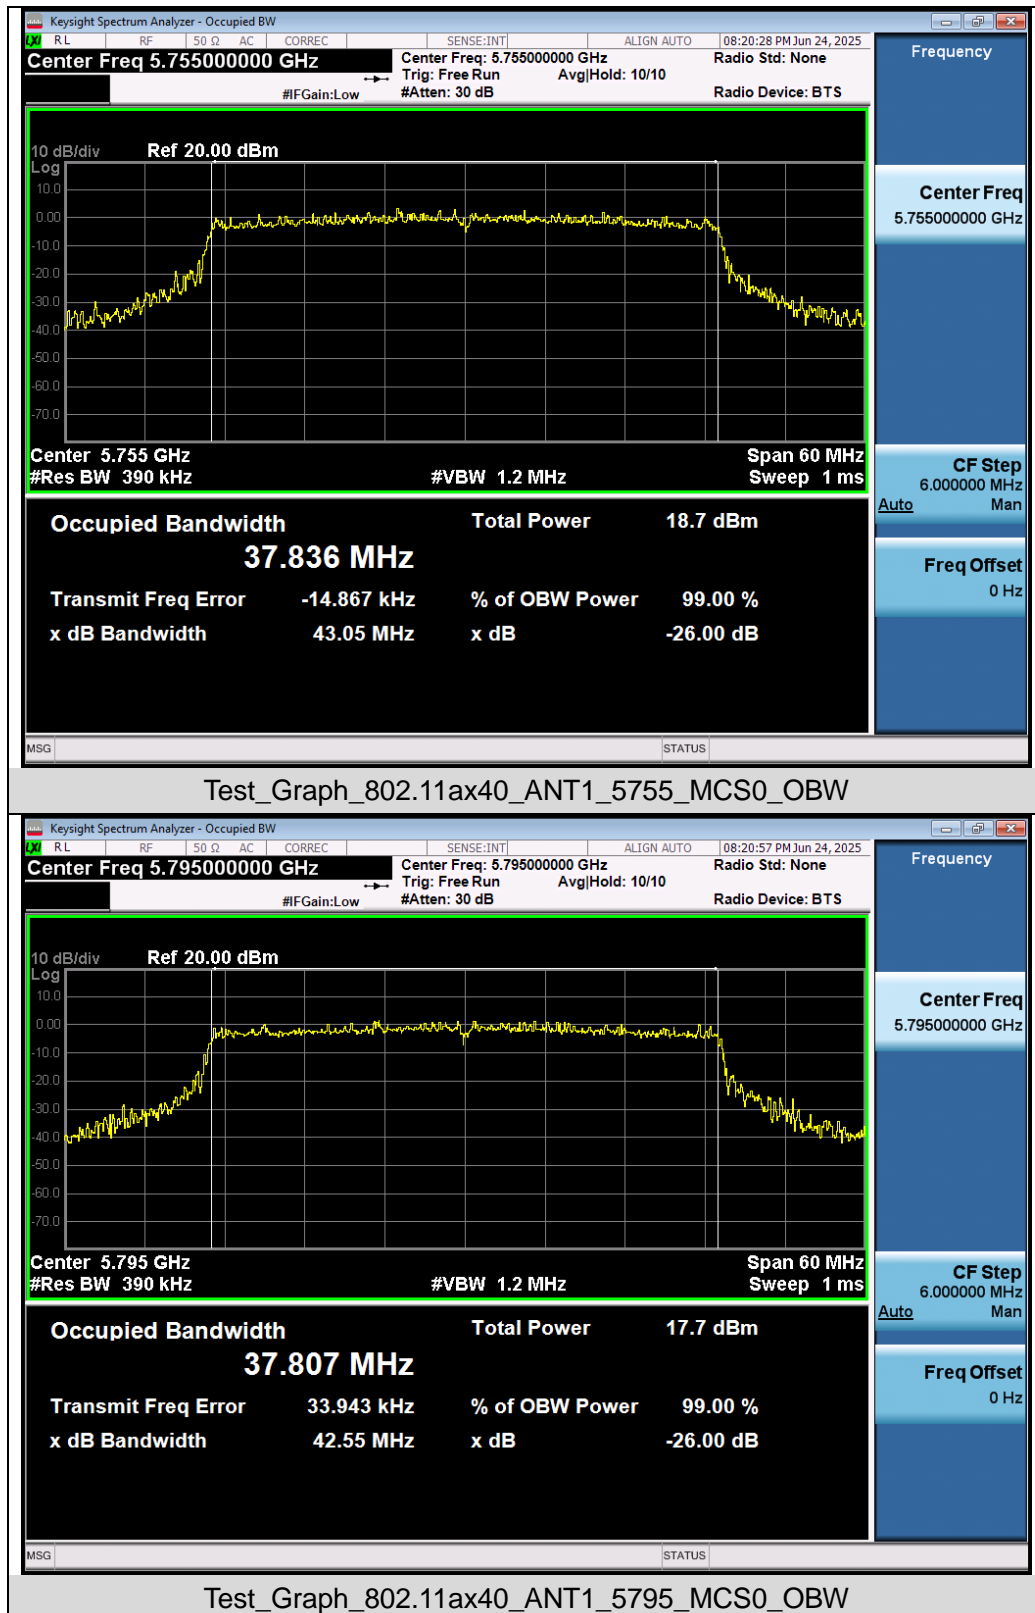 Keysight Spectrum Analyzer - Occupied BW
LXI RL RF 50 Ω AC CORREC SENSE:INT ALIGN AUTO 08:20:28 PM Jun 24, 2025
Center Freq 5.755000000 GHz
Center Freq: 5.755000000 GHz
Radio Std: None
Trig: Free Run Avg|Hold: 10/10
#IFGain:Low
#Atten: 30 dB
Radio Device: BTS
Frequency
10 dB/div Ref 20.00 dBm
Log
10.0
0.00
-10.0
-20.0
-30.0
-40.0
-50.0
-60.0
-70.0
Center Freq
5.755000000 GHz
Center 5.755 GHz Span 60 MHz
#Res BW 390 kHz #VBW 1.2 MHz Sweep 1 ms
CF Step
6.000000 MHz
Auto Man
Freq Offset
0 Hz
Occupied Bandwidth Total Power 18.7 dBm
37.836 MHz
Transmit Freq Error -14.867 kHz % of OBW Power 99.00 %
x dB Bandwidth 43.05 MHz x dB -26.00 dB
MSG STATUS
Test_Graph_802.11ax40_ANT1_5755_MCS0_OBW
Keysight Spectrum Analyzer - Occupied BW
LXI RL RF 50 Ω AC CORREC SENSE:INT ALIGN AUTO 08:20:57 PM Jun 24, 2025
Center Freq 5.795000000 GHz
Center Freq: 5.795000000 GHz
Radio Std: None
Trig: Free Run Avg|Hold: 10/10
#IFGain:Low
#Atten: 30 dB
Radio Device: BTS
Frequency
10 dB/div Ref 20.00 dBm
Log
10.0
0.00
-10.0
-20.0
-30.0
-40.0
-50.0
-60.0
-70.0
Center Freq
5.795000000 GHz
Center 5.795 GHz Span 60 MHz
#Res BW 390 kHz #VBW 1.2 MHz Sweep 1 ms
CF Step
6.000000 MHz
Auto Man
Freq Offset
0 Hz
Occupied Bandwidth Total Power 17.7 dBm
37.807 MHz
Transmit Freq Error 33.943 kHz % of OBW Power 99.00 %
x dB Bandwidth 42.55 MHz x dB -26.00 dB
MSG STATUS
Test_Graph_802.11ax40_ANT1_5795_MCS0_OBW